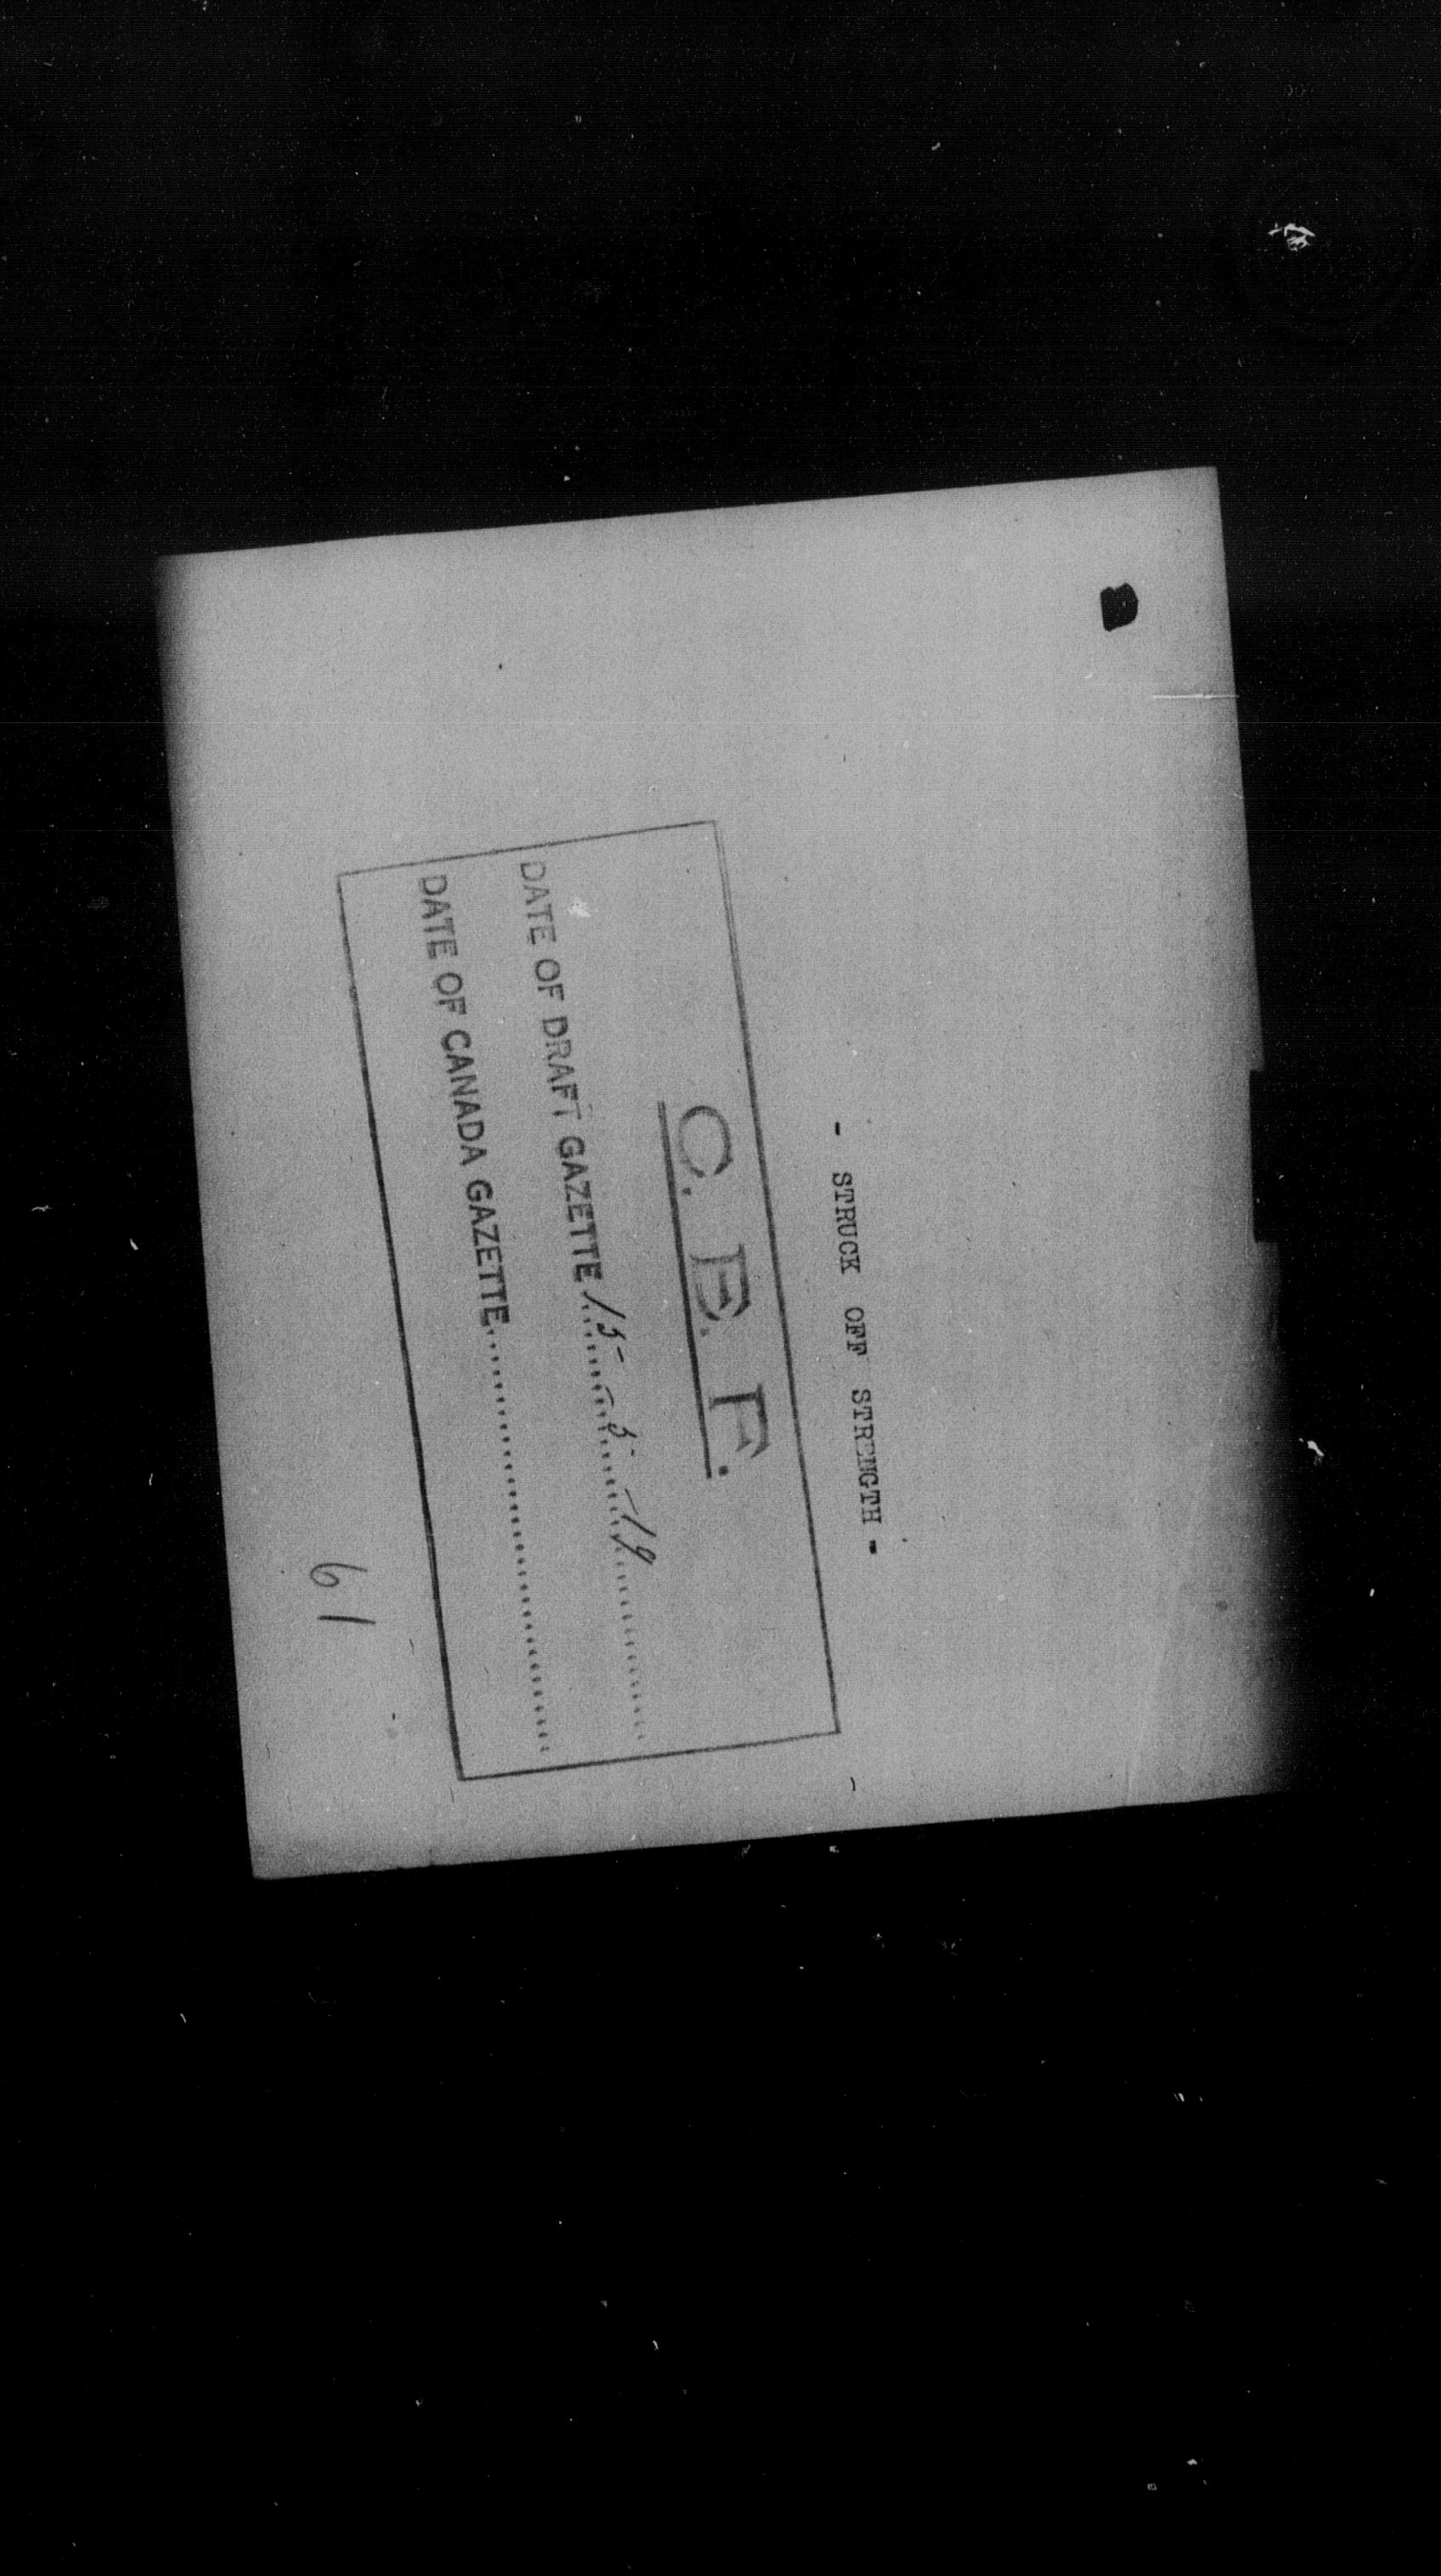 - STRUCK OFF STRENGTH -
C. E. F.
DATE OF DRAFT GAZETTE 15-5-19
DATE OF CANADA GAZETTE
61